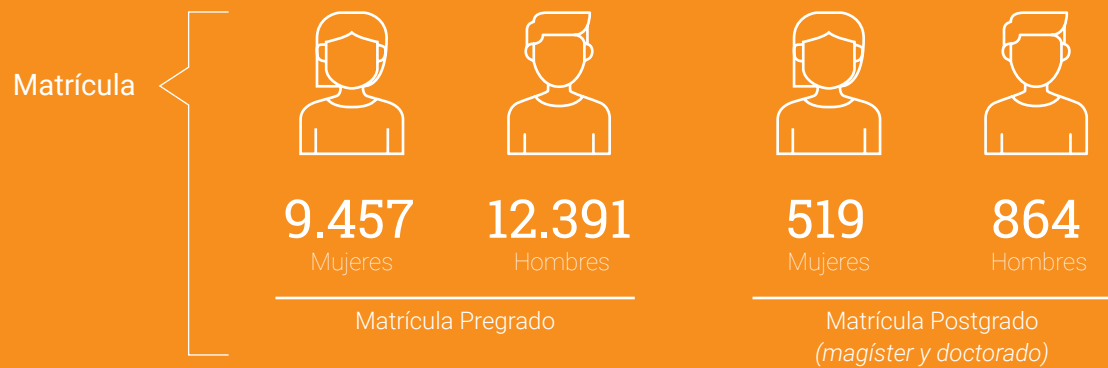 Matrícula
9.457
Mujeres
12.391
Hombres
Matrícula Pregrado
519
Mujeres
864
Hombres
Matrícula Postgrado
(magíster y doctorado)